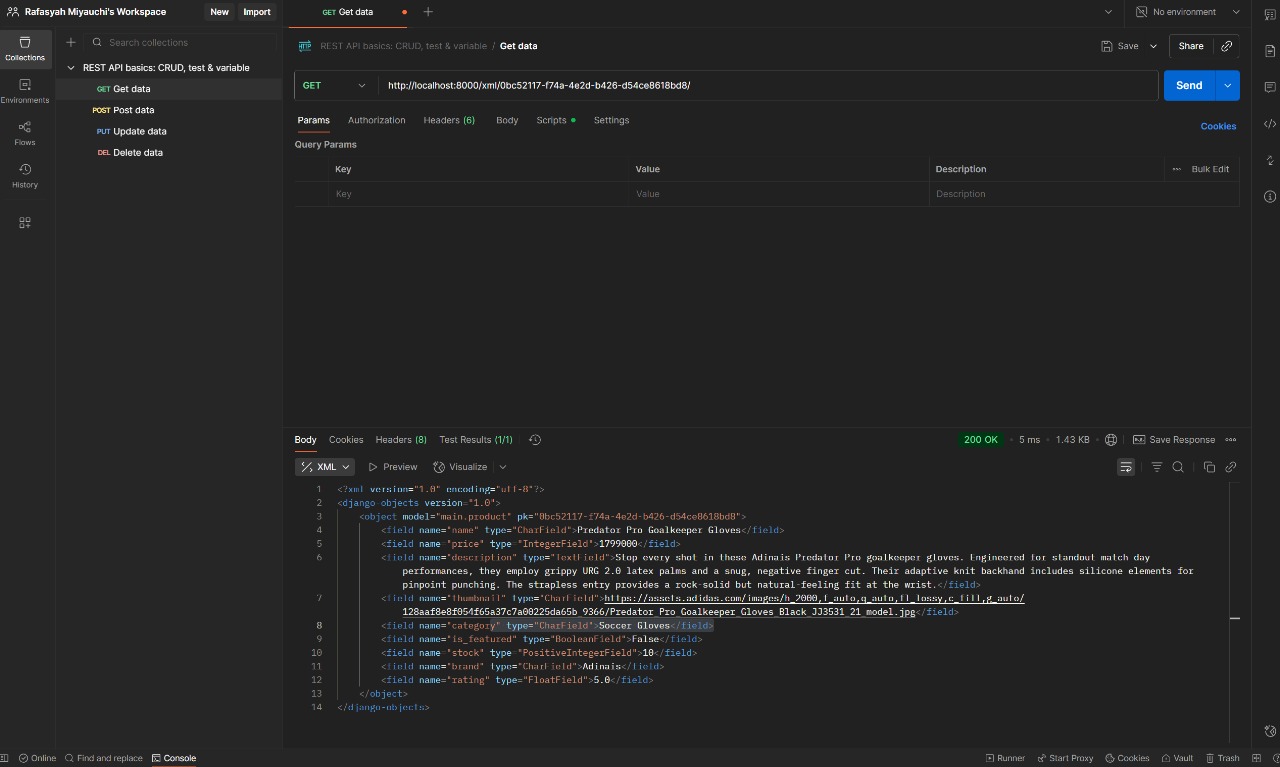 Rafasyah Miyauchi's Workspace New Import GET Get data No environment
Collections Search collections REST API basics: CRUD, test & variable / Get data Save Share
REST API basics: CRUD, test & variable
GET Get data GET http://localhost:8000/xml/0bc52117-f74a-4e2d-b426-d54ce8618bd8/ Send
Environments
POST Post data
Flows PUT Update data Params Authorization Headers (6) Body Scripts Settings Cookies
DEL Delete data Query Params
History Key Value Description Bulk Edit
Key Value Description
Body Cookies Headers (8) Test Results (1/1) 200 OK 5 ms 1.43 KB Save Response
XML Preview Visualize
1 <?xml version="1.0" encoding="utf-8"?>
2 <django-objects version="1.0">
3 <object model="main.product" pk="0bc52117-f74a-4e2d-b426-d54ce8618bd8">
4 <field name="name" type="CharField">Predator Pro Goalkeeper Gloves</field>
5 <field name="price" type="IntegerField">1799000</field>
6 <field name="description" type="TextField">Stop every shot in these Adinais Predator Pro goalkeeper gloves. Engineered for standout match day
performances, they employ grippy URG 2.0 latex palms and a snug, negative finger cut. Their adaptive knit backhand includes silicone elements for
pinpoint punching. The strapless entry provides a rock-solid but natural-feeling fit at the wrist.</field>
7 <field name="thumbnail" type="CharField">https://assets.adidas.com/images/h_2000,f_auto,q_auto,fl_lossy,c_fill,g_auto/
128aaf8e8f054f65a37c7a00225da65b_9366/Predator_Pro_Goalkeeper_Gloves_Black_JJ3531_21_model.jpg</field>
8 <field name="category" type="CharField">Soccer Gloves</field>
9 <field name="is_featured" type="BooleanField">False</field>
10 <field name="stock" type="PositiveIntegerField">10</field>
11 <field name="brand" type="CharField">Adinais</field>
12 <field name="rating" type="FloatField">5.0</field>
13 </object>
14 </django-objects>
Online Find and replace Console Runner Start Proxy Cookies Vault Trash